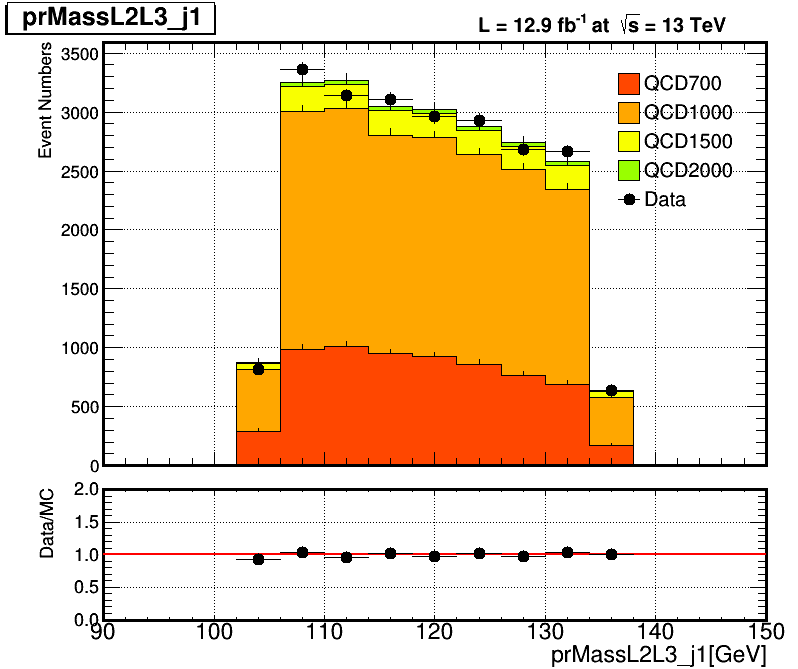 prMassL2L3_j1
L = 12.9 fb⁻¹ at √s = 13 TeV
Event Numbers
3500
3000
2500
2000
1500
1000
500
0
QCD700
QCD1000
QCD1500
QCD2000
Data
Data/MC
2.0
1.5
1.0
0.5
0.0
90 100 110 120 130 140 150
prMassL2L3_j1[GeV]